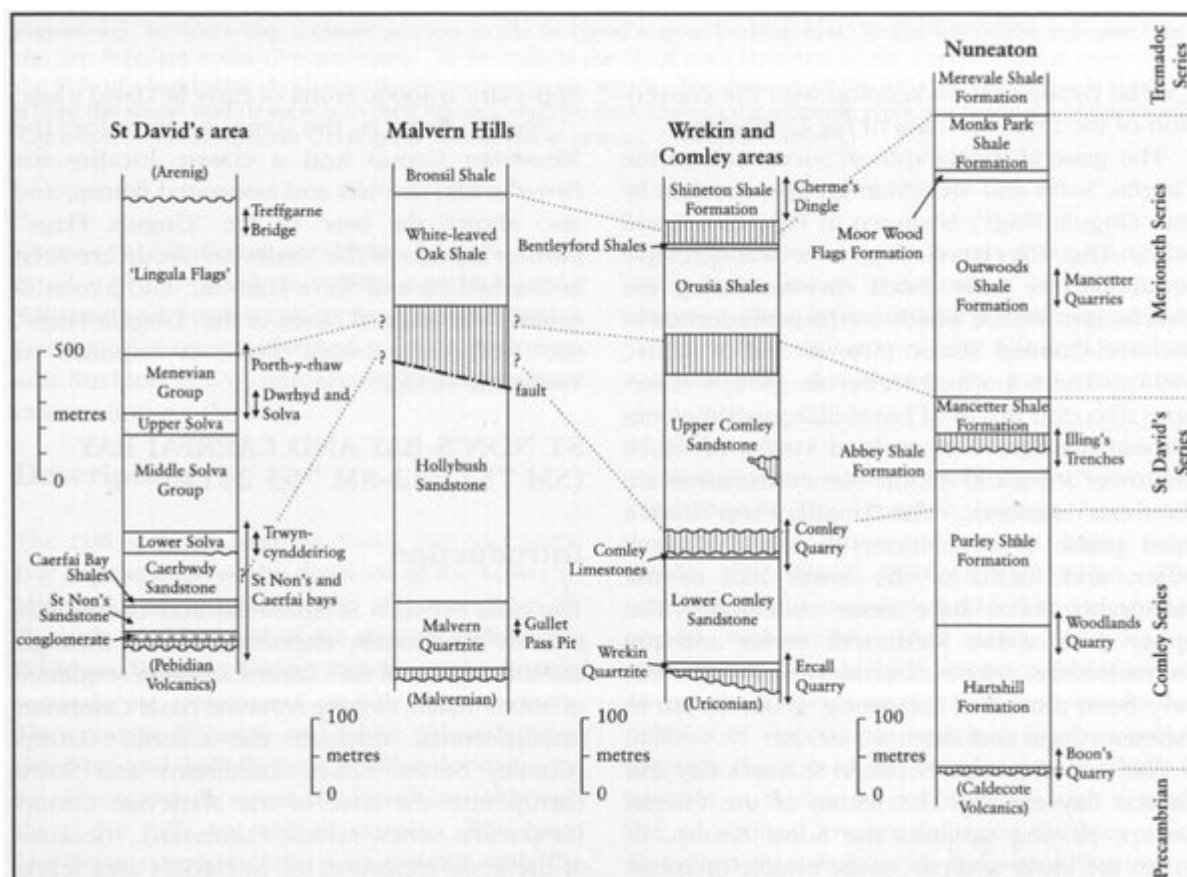 St David's area
(Arenig)
Treffgarne
Bridge
'Lingula Flags'
500
metres
0
Porth-y-rhaw
Menevian
Group
Dwrhyd and
Solva
Upper Solva
Middle Solva
Group
Lower Solva
Trwyn-
cynddeiriog
Caerfai Bay
Shales
Caerbwdy
Sandstone
St Non's and
Caerfai bays
St Non's
Sandstone
conglomerate
(Pebidian
Volcanics)
Malvern Hills
Bronsil Shale
White-leaved
Oak Shale
?
?
?
fault
Hollybush
Sandstone
Malvern
Quartzite
Gullet
Pass Pit
(Malvernian)
100
metres
0
Wrekin and
Comley areas
Shineton Shale
Formation
Cherme's
Dingle
Bentleyford Shales
Orusia Shales
Upper Comley
Sandstone
Comley
Quarry
Comley
Limestones
Lower Comley
Sandstone
Wrekin
Quartzite
Ercall
Quarry
(Uriconian)
100
metres
0
Nuneaton
Merevale Shale
Formation
Monks Park
Shale
Formation
Moor Wood
Flags Formation
Outwoods
Shale
Formation
Mancetter
Quarries
Mancetter Shale
Formation
Illing's
Trenches
Abbey Shale
Formation
Purley Shale
Formation
Woodlands
Quarry
Hartshill
Formation
Boon's
Quarry
(Caldecote
Volcanics)
100
metres
0
Tremadoc
Series
Merioneth Series
St David's
Series
Comley Series
Precambrian